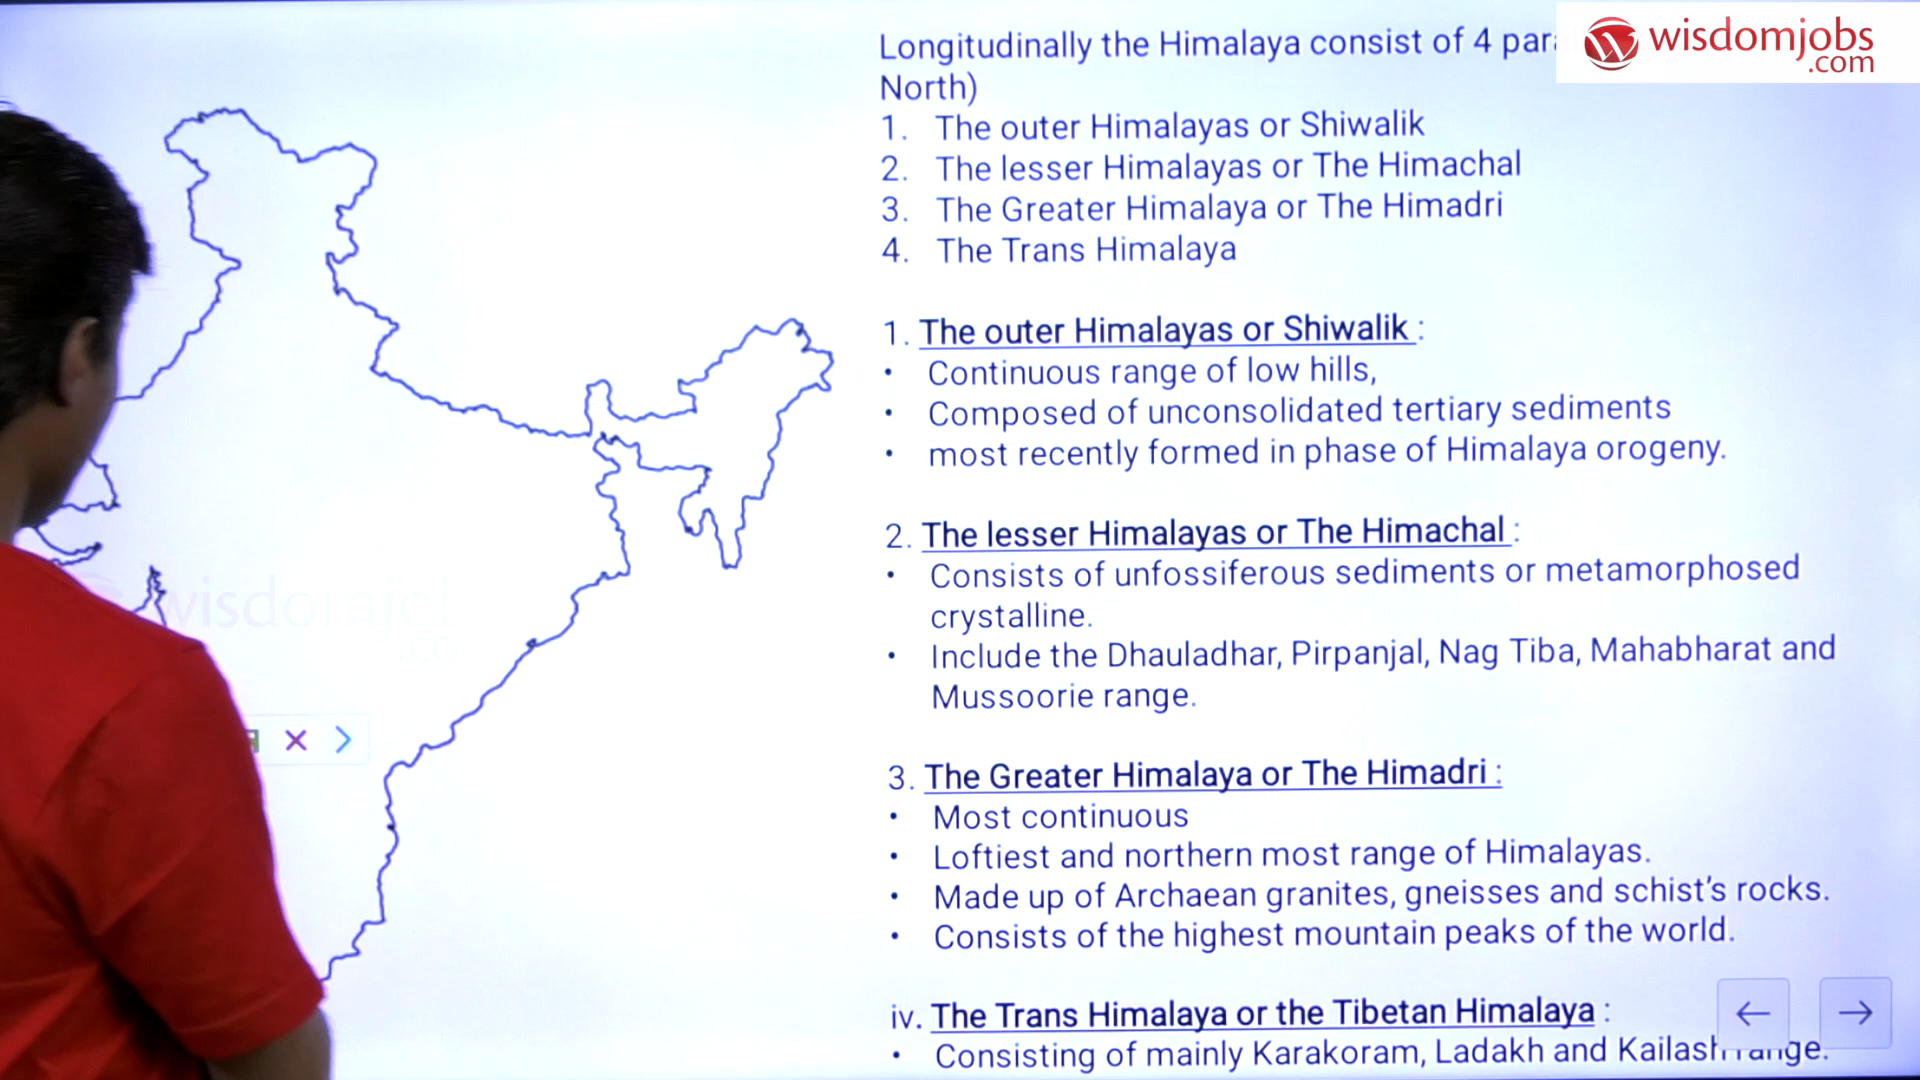 Longitudinally the Himalaya consist of 4
North)
1. The outer Himalayas or Shiwalik
2. The lesser Himalayas or The Himachal
3. The Greater Himalaya or The Himadri
4. The Trans Himalaya
1. The outer Himalayas or Shiwalik :
• Continuous range of low hills,
• Composed of unconsolidated tertiary sediments
• most recently formed in phase of Himalaya orogeny.
2. The lesser Himalayas or The Himachal :
• Consists of unfossiferous sediments or metamorphosed
crystalline.
• Include the Dhauladhar, Pirpanjal, Nag Tiba, Mahabharat and
Mussoorie range.
3. The Greater Himalaya or The Himadri :
• Most continuous
• Loftiest and northern most range of Himalayas.
• Made up of Archaean granites, gneisses and schist's rocks.
• Consists of the highest mountain peaks of the world.
iv. The Trans Himalaya or the Tibetan Himalaya :
• Consisting of mainly Karakoram, Ladakh and Kailash range.
wisdomjobs
.com